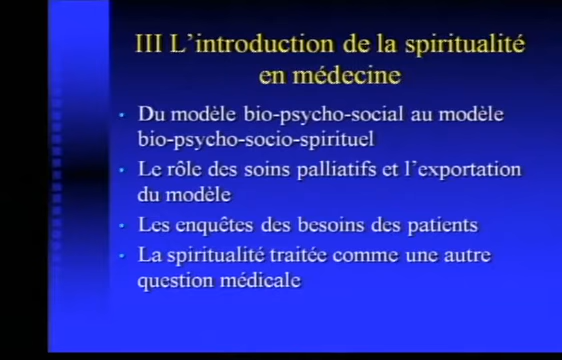 III L'introduction de la spiritualité
en médecine
• Du modèle bio-psycho-social au modèle
bio-psycho-socio-spirituel
• Le rôle des soins palliatifs et l'exportation
du modèle
• Les enquêtes des besoins des patients
• La spiritualité traitée comme une autre
question médicale